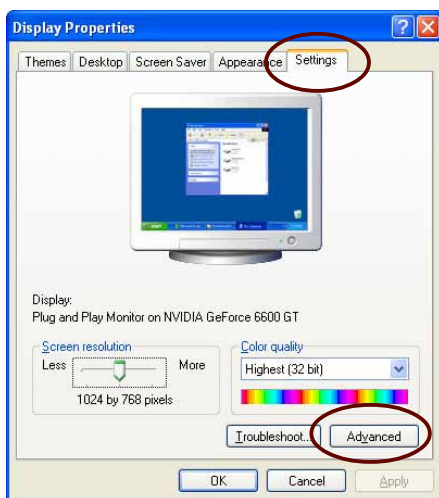 Display Properties
Themes Desktop Screen Saver Appearance Settings
Display:
Plug and Play Monitor on NVIDIA GeForce 6600 GT
Screen resolution
Less More
1024 by 768 pixels
Color quality
Highest (32 bit)
Troubleshoot... Advanced
OK Cancel Apply